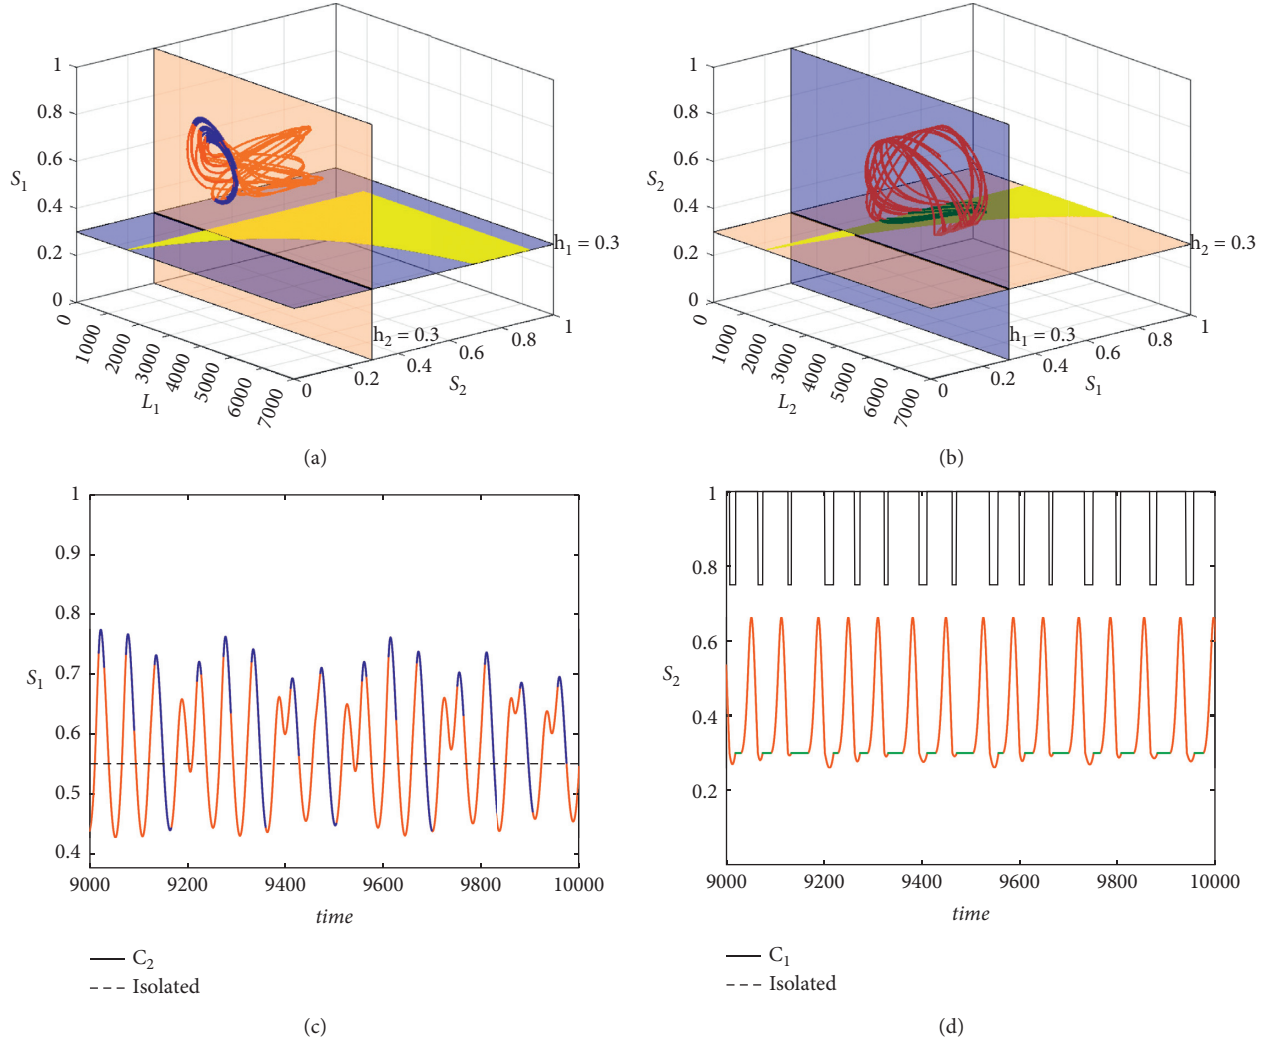 1
0.8
0.6
S1
0.4
0.2
0
0
1000
2000
3000
4000
5000
6000
7000
L1
0
0.2
0.4
0.6
0.8
1
S2
h1 = 0.3
h2 = 0.3
(a)
1
0.8
0.6
S2
0.4
0.2
0
0
1000
2000
3000
4000
5000
6000
7000
L2
0
0.2
0.4
0.6
0.8
1
S1
h2 = 0.3
h1 = 0.3
(b)
1
0.9
0.8
0.7
S1
0.6
0.5
0.4
9000 9200 9400 9600 9800 10000
time
C2
Isolated
(c)
1
0.8
0.6
S2
0.4
0.2
9000 9200 9400 9600 9800 10000
time
C1
Isolated
(d)